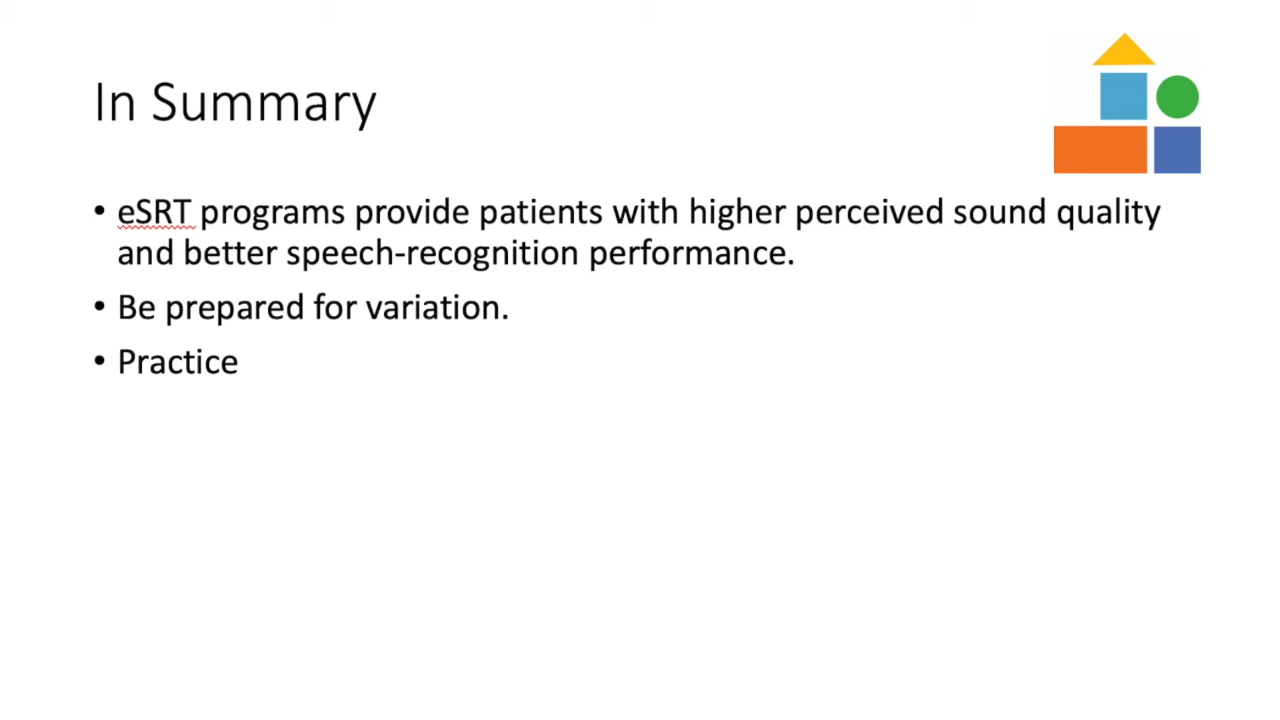 In Summary
• eSRT programs provide patients with higher perceived sound quality
and better speech-recognition performance.
• Be prepared for variation.
• Practice